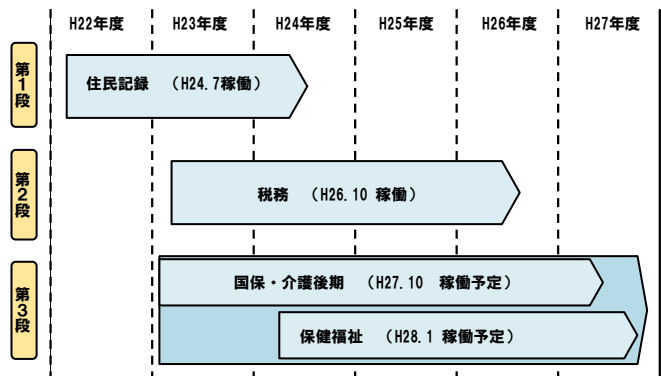 H22年度 H23年度 H24年度 H25年度 H26年度 H27年度
第1段
住民記録 （H24.7稼働）
第2段
税務 （H26.10 稼働）
第3段
国保・介護後期 （H27.10 稼働予定）
保健福祉 （H28.1 稼働予定）